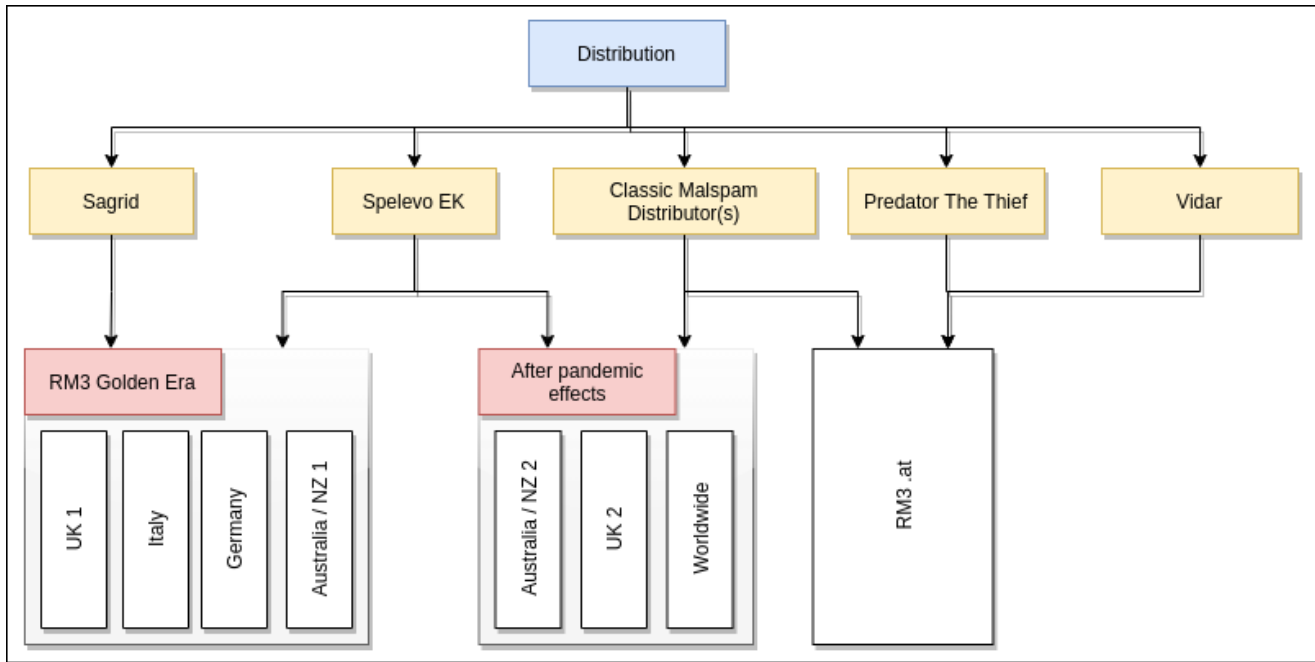 Distribution
Sagrid
Spelevo EK
Classic Malspam
Distributor(s)
Predator The Thief
Vidar
RM3 Golden Era
UK 1
Italy
Germany
Australia / NZ 1
After pandemic
effects
Australia / NZ 2
UK 2
Worldwide
RM3 .at